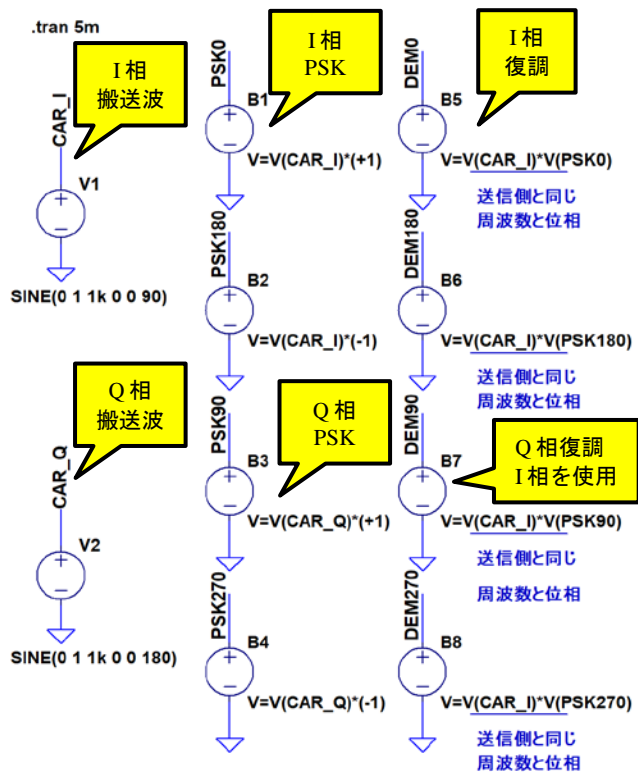 .tran 5m
I 相
搬送波
CAR_I
V1
SINE(0 1 1k 0 0 90)
PSK0
I 相
PSK
B1
V=V(CAR_I)*(+1)
DEM0
I 相
復調
B5
V=V(CAR_I)*V(PSK0)
送信側と同じ
周波数と位相
PSK180
B2
V=V(CAR_I)*(-1)
DEM180
B6
V=V(CAR_I)*V(PSK180)
送信側と同じ
周波数と位相
Q 相
搬送波
CAR_Q
V2
SINE(0 1 1k 0 0 180)
PSK90
Q 相
PSK
B3
V=V(CAR_Q)*(+1)
DEM90
B7
Q 相復調
I 相を使用
V=V(CAR_I)*V(PSK90)
送信側と同じ
周波数と位相
PSK270
B4
V=V(CAR_Q)*(-1)
DEM270
B8
V=V(CAR_I)*V(PSK270)
送信側と同じ
周波数と位相